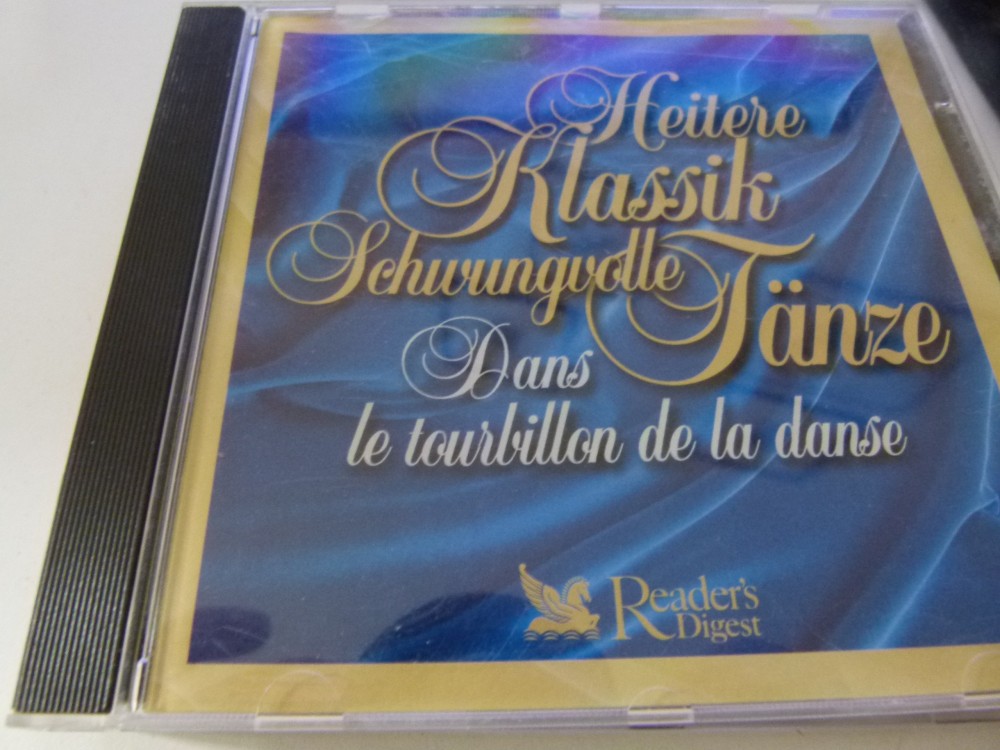 Heitere
Klassik
Schwungvolle
Tänze
Dans
le tourbillon de la danse
Reader's
Digest